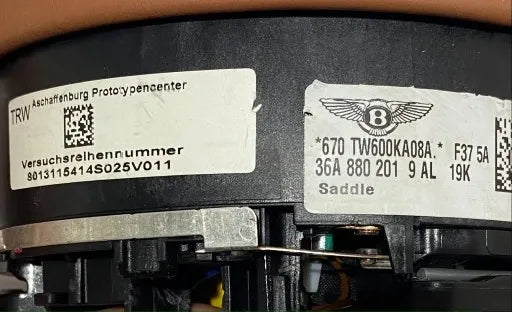 TRW Aschaffenburg Prototypencenter
Versuchsreihennummer
8013115414S025V011
B
*670 TW600KA08A.* F37 5A
36A 880 201 9 AL 19K
Saddle